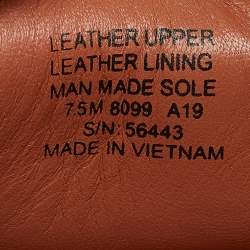 LEATHER UPPER
LEATHER LINING
MAN MADE SOLE
7.5M 8099 A19
S/N: 56443
MADE IN VIETNAM